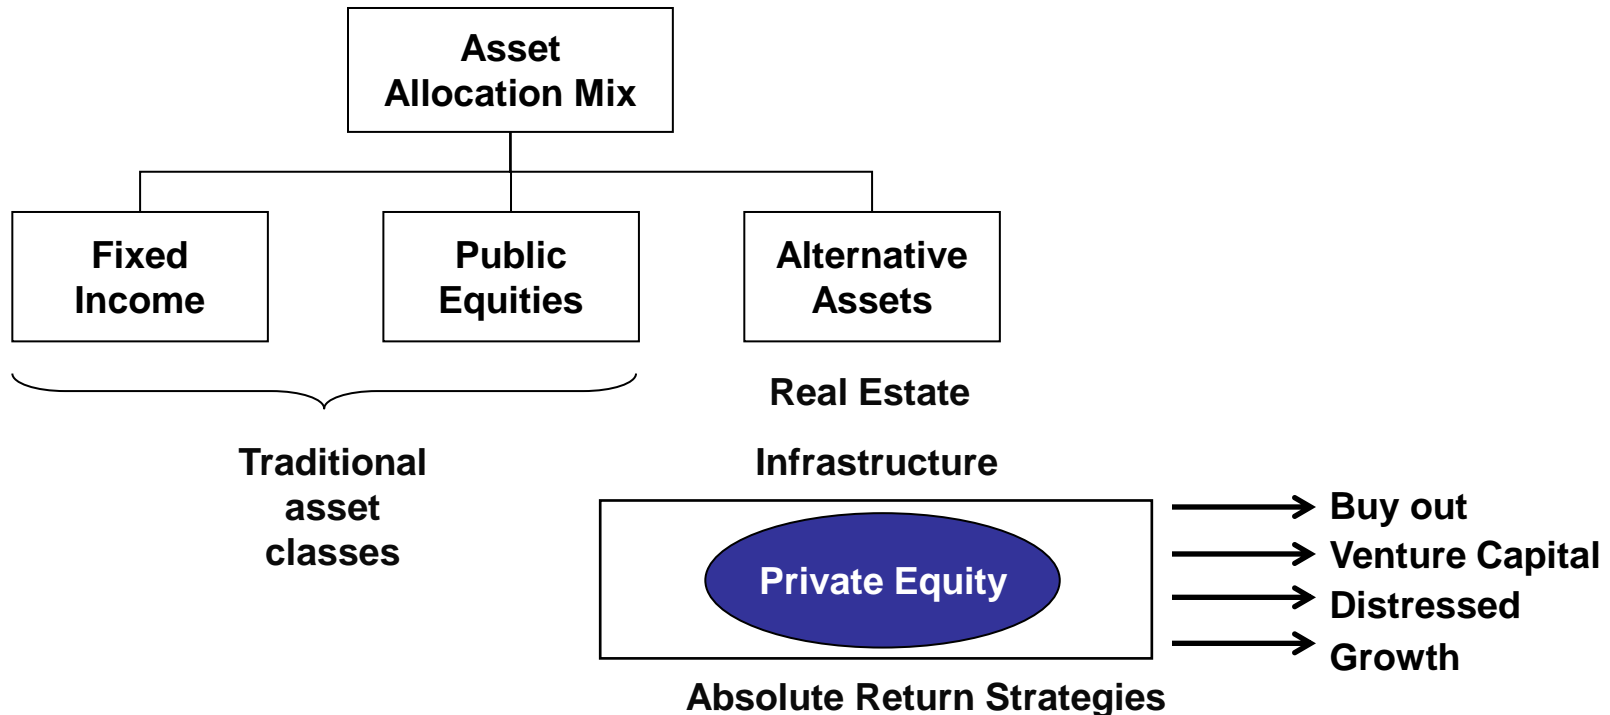 Asset
Allocation Mix
Fixed
Income
Public
Equities
Alternative
Assets
Real Estate
Traditional
asset
classes
Infrastructure
Private Equity
Buy out
Venture Capital
Distressed
Growth
Absolute Return Strategies